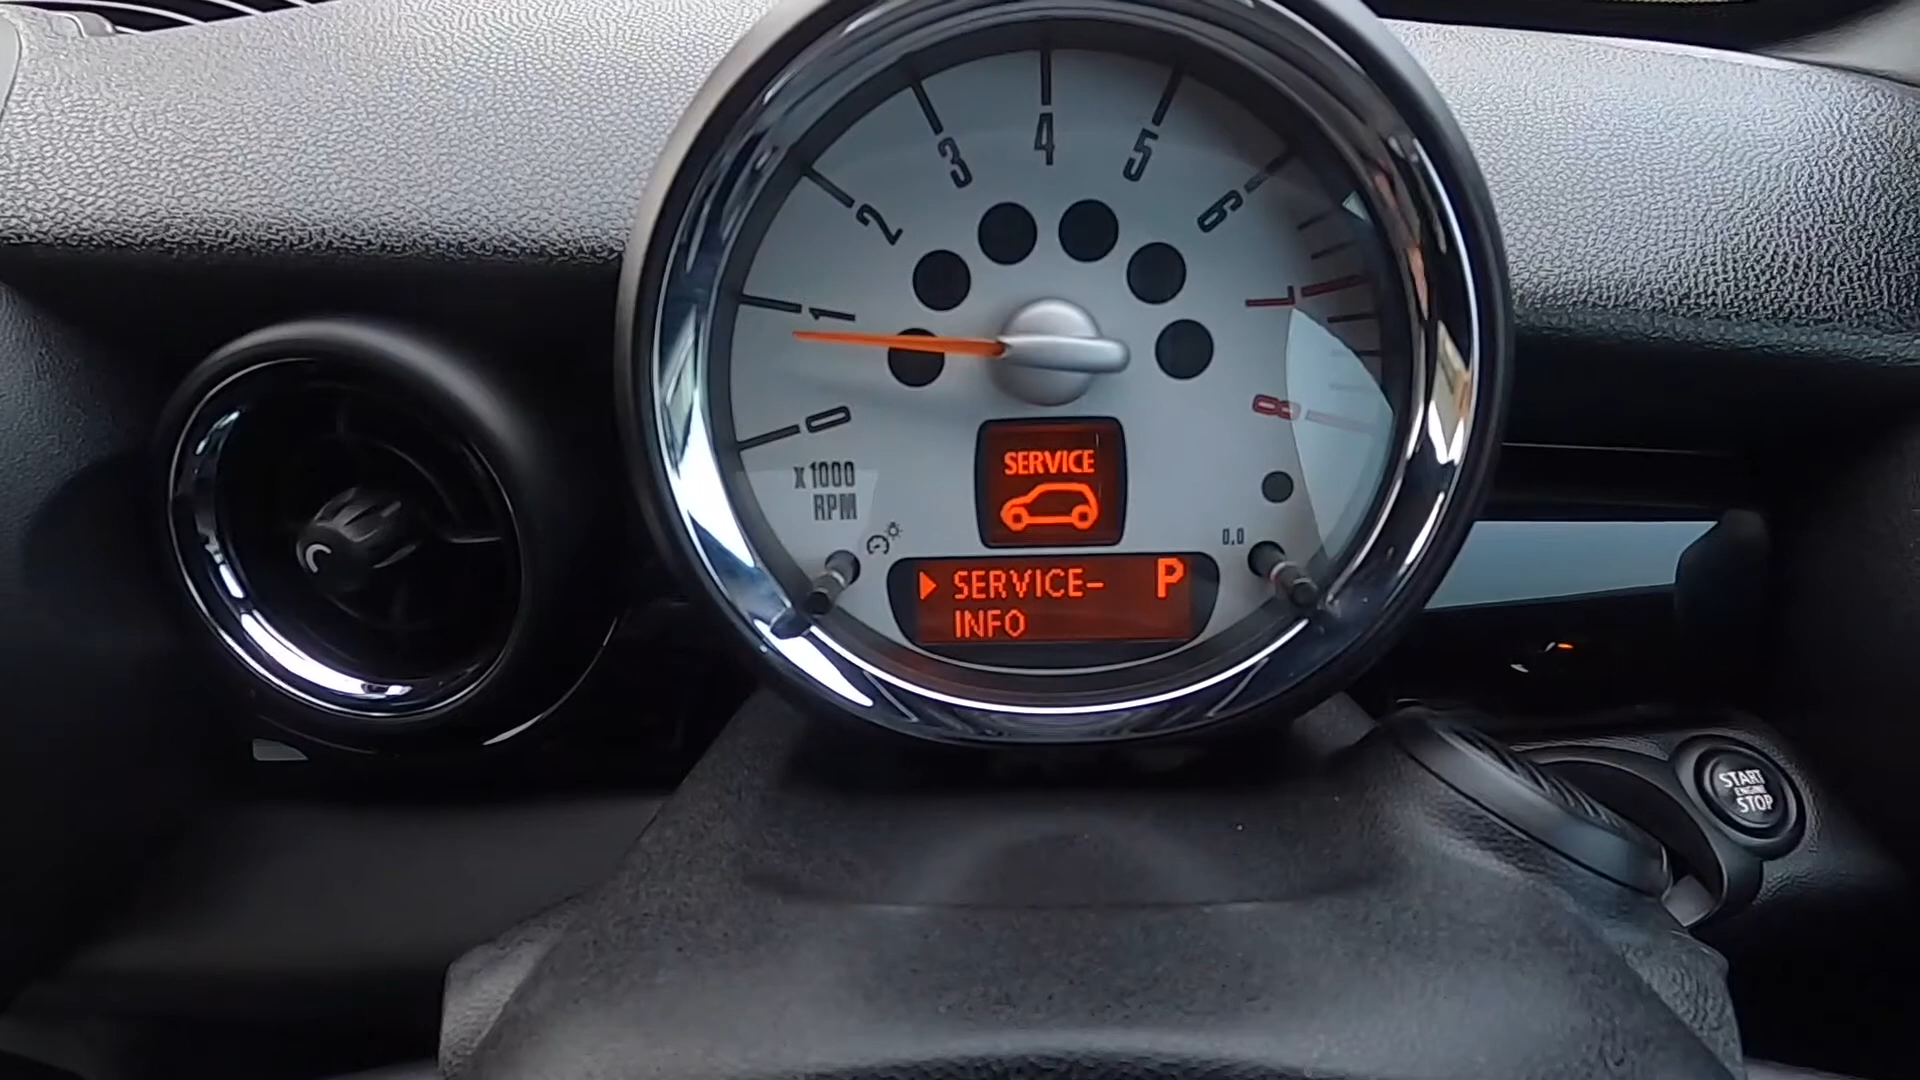 4
3
5
2
6
1
7
0
8
x1000
RPM
SERVICE
0.0
SERVICE-
P
INFO
START
ENGINE
STOP